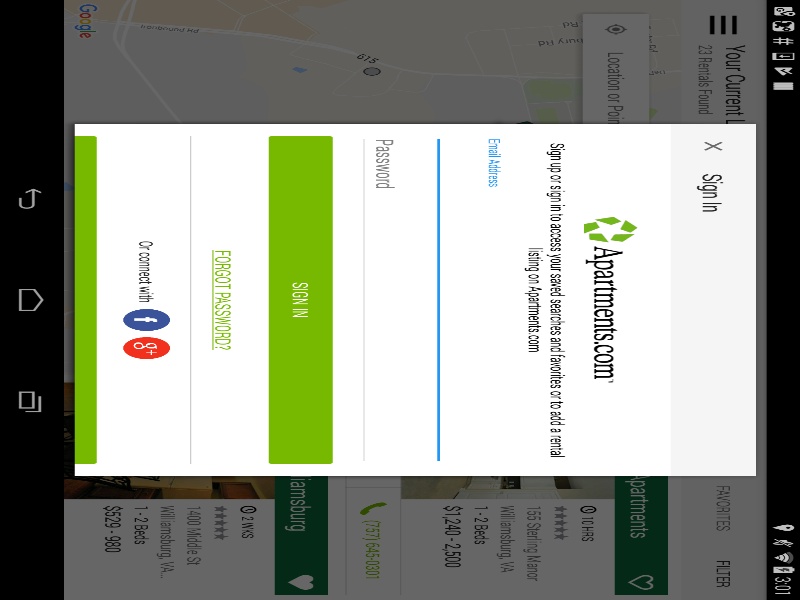 3:01
Your Current L
23 Rentals Found
FAVORITES
FILTER
Sign In
Location or Poin
Apartments.com
Sign up or sign in to access your saved searches and favorites or to add a rental
listing on Apartments.com
Email Address
Password
SIGN IN
FORGOT PASSWORD?
Or connect with
f
g+
615
Google
Apartments
10 HRS
155 Sterling Manor
Williamsburg, VA
1 - 2 Beds
$1,240 - 2,500
(757) 645-0301
iamsburg
2 WKS
1400 Middle St
Williamsburg, VA...
1 - 2 Beds
$529 - 980